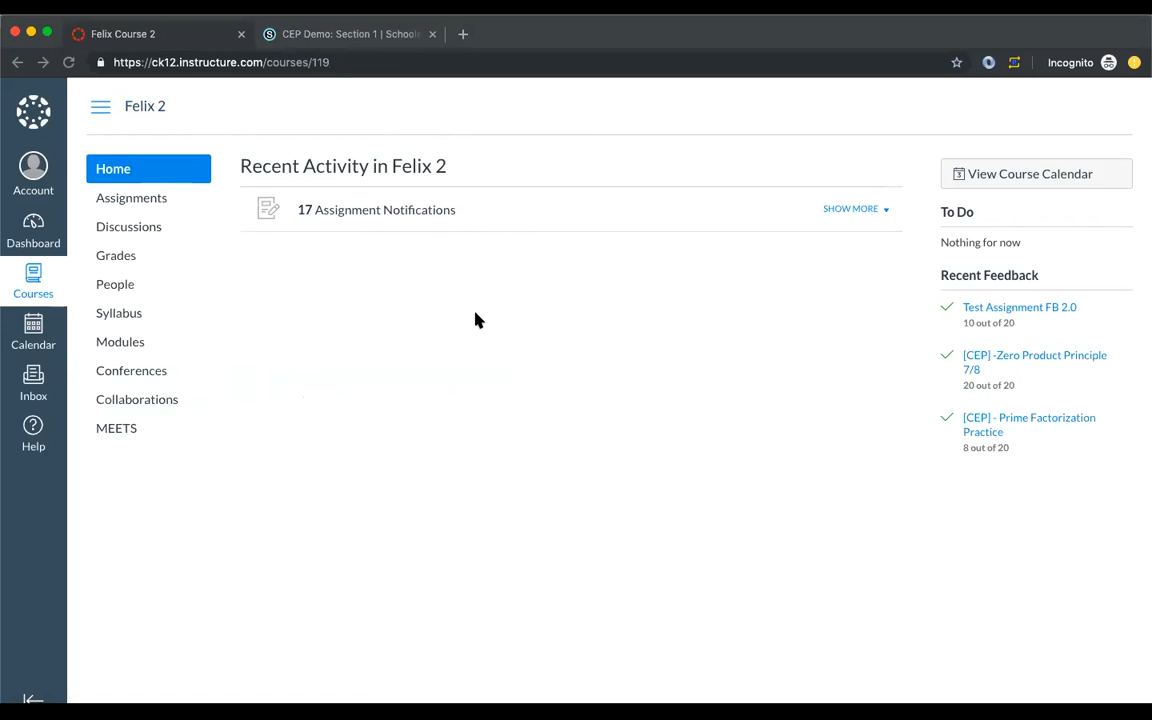 Felix Course 2
CEP Demo: Section 1 | Schoolo
https://ck12.instructure.com/courses/119
Incognito
Felix 2
Account
Dashboard
Courses
Calendar
Inbox
Help
Home
Assignments
Discussions
Grades
People
Syllabus
Modules
Conferences
Collaborations
MEETS
Recent Activity in Felix 2
17 Assignment Notifications
SHOW MORE
View Course Calendar
To Do
Nothing for now
Recent Feedback
Test Assignment FB 2.0
10 out of 20
[CEP] -Zero Product Principle
7/8
20 out of 20
[CEP] - Prime Factorization
Practice
8 out of 20